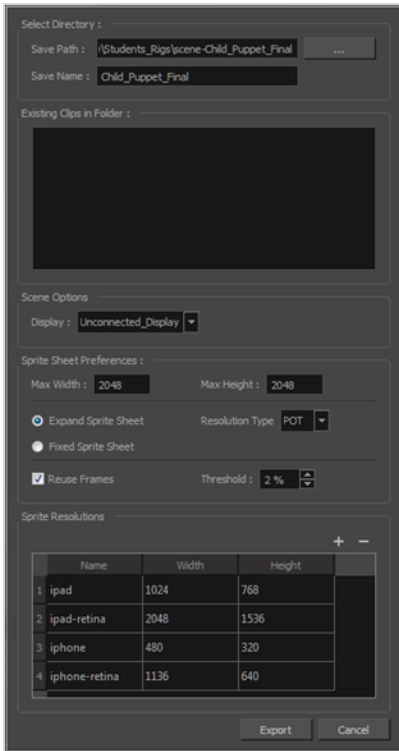 Select Directory :
Save Path : \Students_Rigs\scene-Child_Puppet_Final ...
Save Name : Child_Puppet_Final
Existing Clips in Folder :
Scene Options
Display : Unconnected_Display
Sprite Sheet Preferences :
Max Width : 2048 Max Height : 2048
Expand Sprite Sheet Resolution Type POT
Fixed Sprite Sheet
Reuse Frames Threshold : 2 %
Sprite Resolutions
+ −
Name Width Height
1 ipad 1024 768
2 ipad-retina 2048 1536
3 iphone 480 320
4 iphone-retina 1136 640
Export Cancel